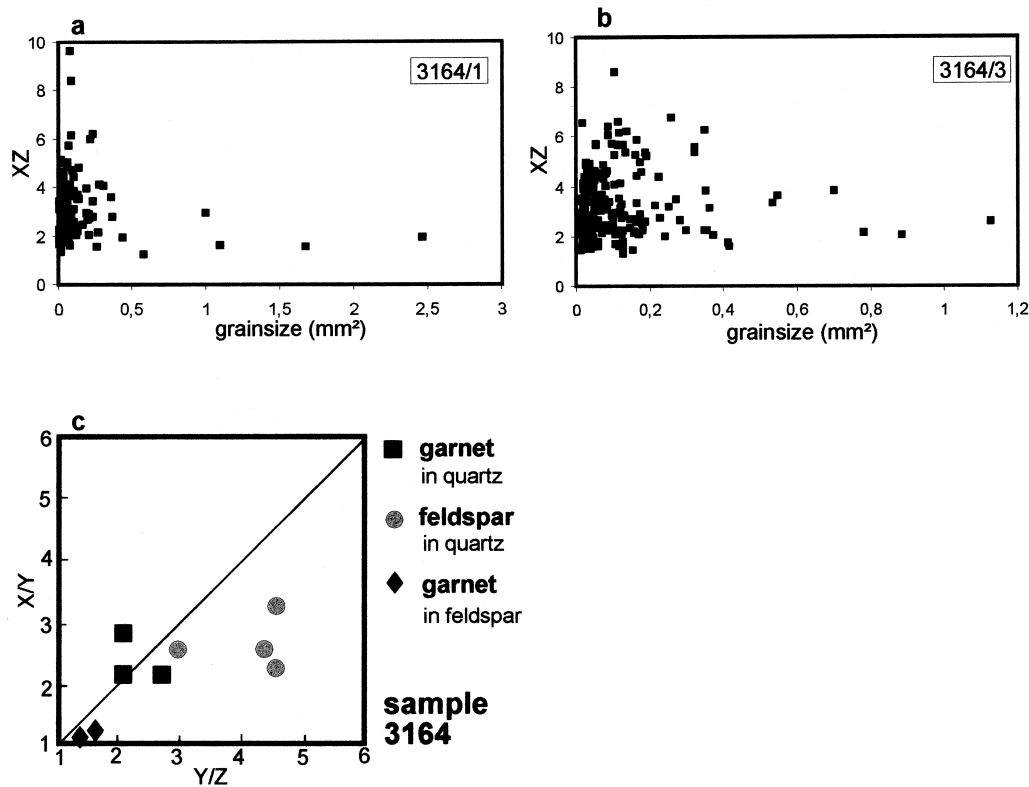 a
3164/1
10
8
6
4
2
0
XZ
0 0,5 1 1,5 2 2,5 3
grainsize (mm²)
b
3164/3
10
8
6
4
2
0
XZ
0 0,2 0,4 0,6 0,8 1 1,2
grainsize (mm²)
c
6
5
4
3
2
1
X/Y
1 2 3 4 5 6
Y/Z
garnet
in quartz
feldspar
in quartz
garnet
in feldspar
sample
3164